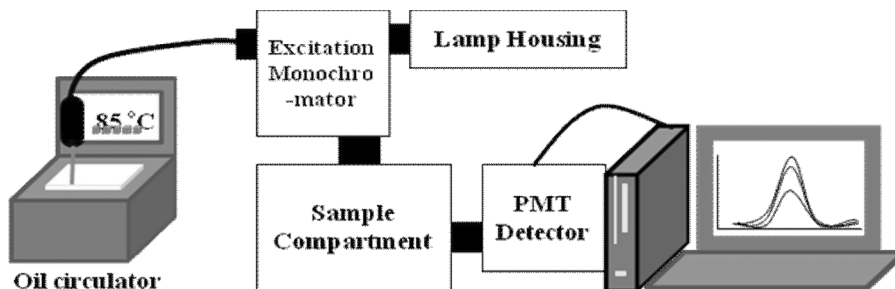 Excitation
Monochro
-mator
Lamp Housing
85 °C
Sample
Compartment
PMT
Detector
Oil circulator